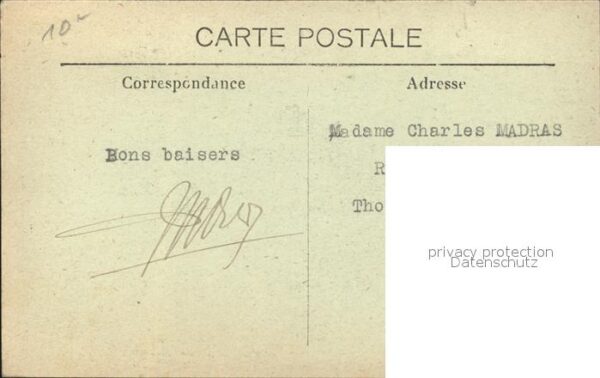 10
CARTE POSTALE
Correspondance
Adresse
Bons baisers
Madame Charles MADRAS
R
Tho
privacy protection
Datenschutz